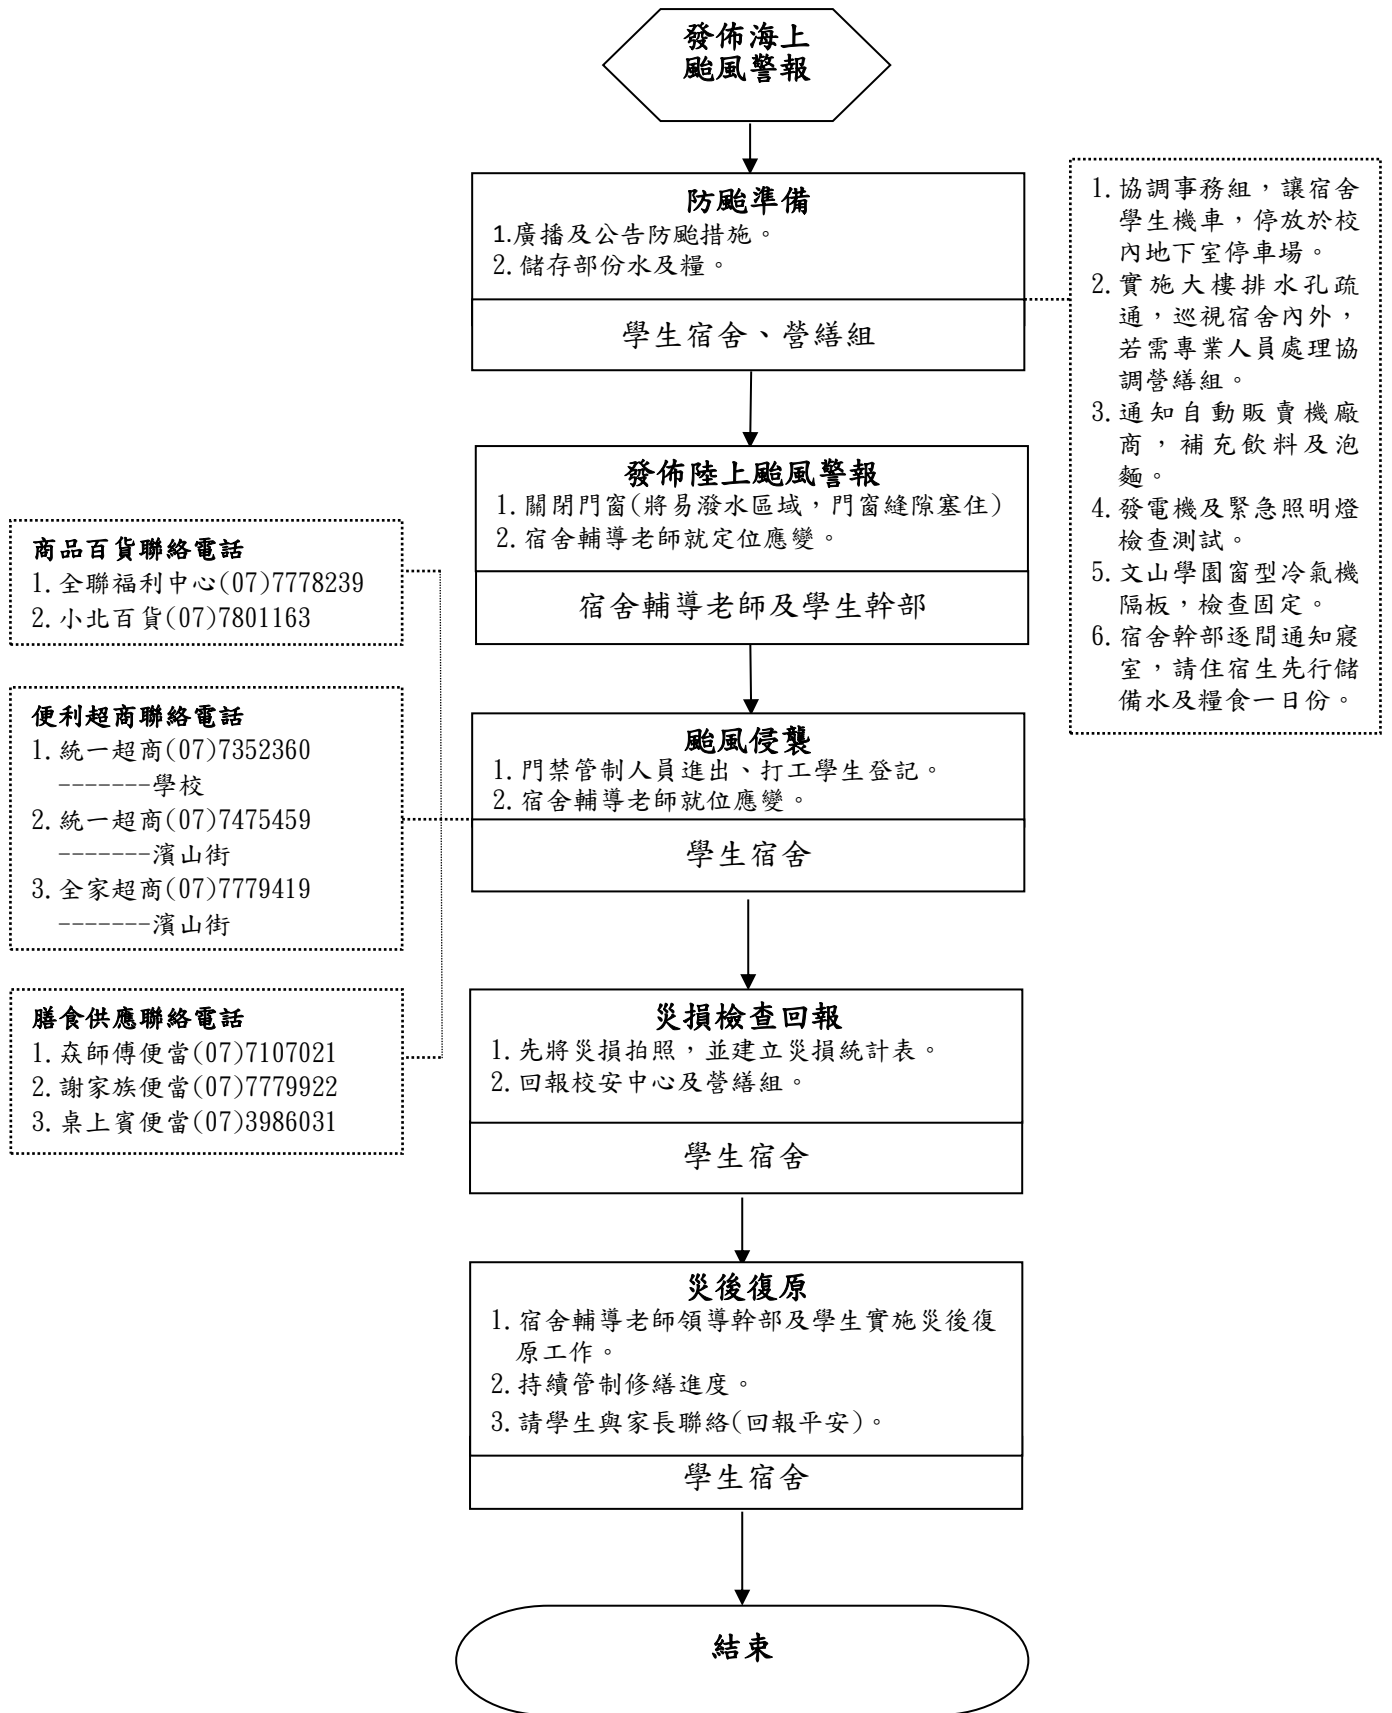 發佈海上
颱風警報
防颱準備
1.廣播及公告防颱措施。
2.儲存部份水及糧。
學生宿舍、營繕組
1.協調事務組，讓宿舍
學生機車，停放於校
內地下室停車場。
2.實施大樓排水孔疏
通，巡視宿舍內外，
若需專業人員處理協
調營繕組。
3.通知自動販賣機廠
商，補充飲料及泡
麵。
4.發電機及緊急照明燈
檢查測試。
5.文山學園窗型冷氣機
隔板，檢查固定。
6.宿舍幹部逐間通知寢
室，請住宿生先行儲
備水及糧食一日份。
發佈陸上颱風警報
1.關閉門窗(將易潑水區域，門窗縫隙塞住)
2.宿舍輔導老師就定位應變。
宿舍輔導老師及學生幹部
商品百貨聯絡電話
1.全聯福利中心(07)7778239
2.小北百貨(07)7801163
便利超商聯絡電話
1.統一超商(07)7352360
-------學校
2.統一超商(07)7475459
-------濱山街
3.全家超商(07)7779419
-------濱山街
膳食供應聯絡電話
1.焱師傅便當(07)7107021
2.謝家族便當(07)7779922
3.桌上賓便當(07)3986031
颱風侵襲
1.門禁管制人員進出、打工學生登記。
2.宿舍輔導老師就位應變。
學生宿舍
災損檢查回報
1.先將災損拍照，並建立災損統計表。
2.回報校安中心及營繕組。
學生宿舍
災後復原
1.宿舍輔導老師領導幹部及學生實施災後復
原工作。
2.持續管制修繕進度。
3.請學生與家長聯絡(回報平安)。
學生宿舍
結束